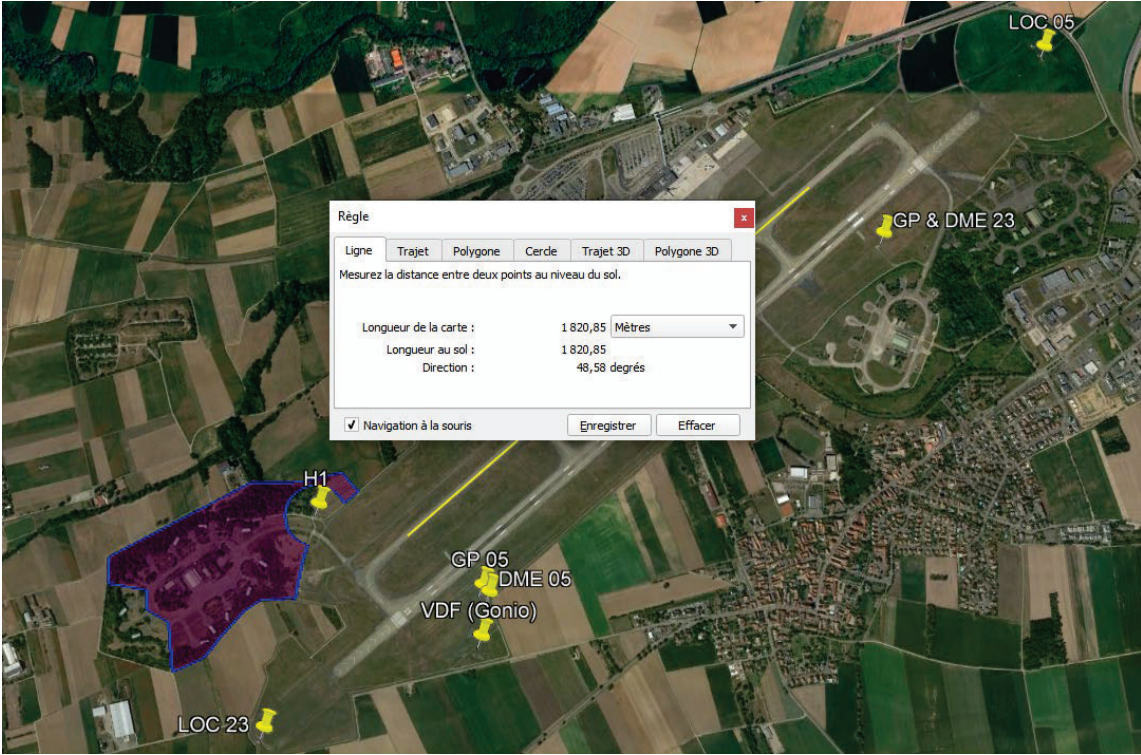 LOC 05
GP & DME 23
Règle
x
Ligne Trajet Polygone Cercle Trajet 3D Polygone 3D
Mesurez la distance entre deux points au niveau du sol.
Longueur de la carte : 1 820,85 Mètres
Longueur au sol : 1 820,85
Direction : 48,58 degrés
Navigation à la souris Enregistrer Effacer
H1
GP 05
DME 05
VDF (Gonio)
LOC 23